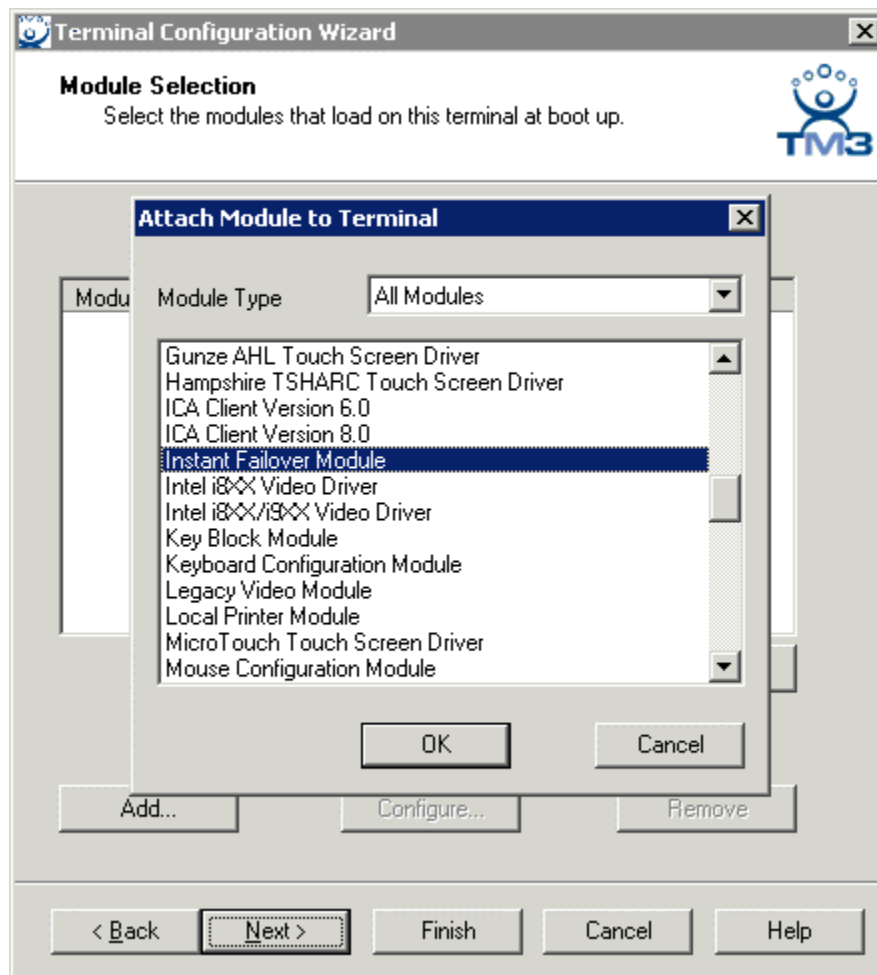 Terminal Configuration Wizard
Module Selection
Select the modules that load on this terminal at boot up.
TM3
Attach Module to Terminal
Modu
Module Type
All Modules
Gunze AHL Touch Screen Driver
Hampshire TSHARC Touch Screen Driver
ICA Client Version 6.0
ICA Client Version 8.0
Instant Failover Module
Intel i8XX Video Driver
Intel i8XX/i9XX Video Driver
Key Block Module
Keyboard Configuration Module
Legacy Video Module
Local Printer Module
MicroTouch Touch Screen Driver
Mouse Configuration Module
OK Cancel
Add... Configure... Remove
< Back Next > Finish Cancel Help